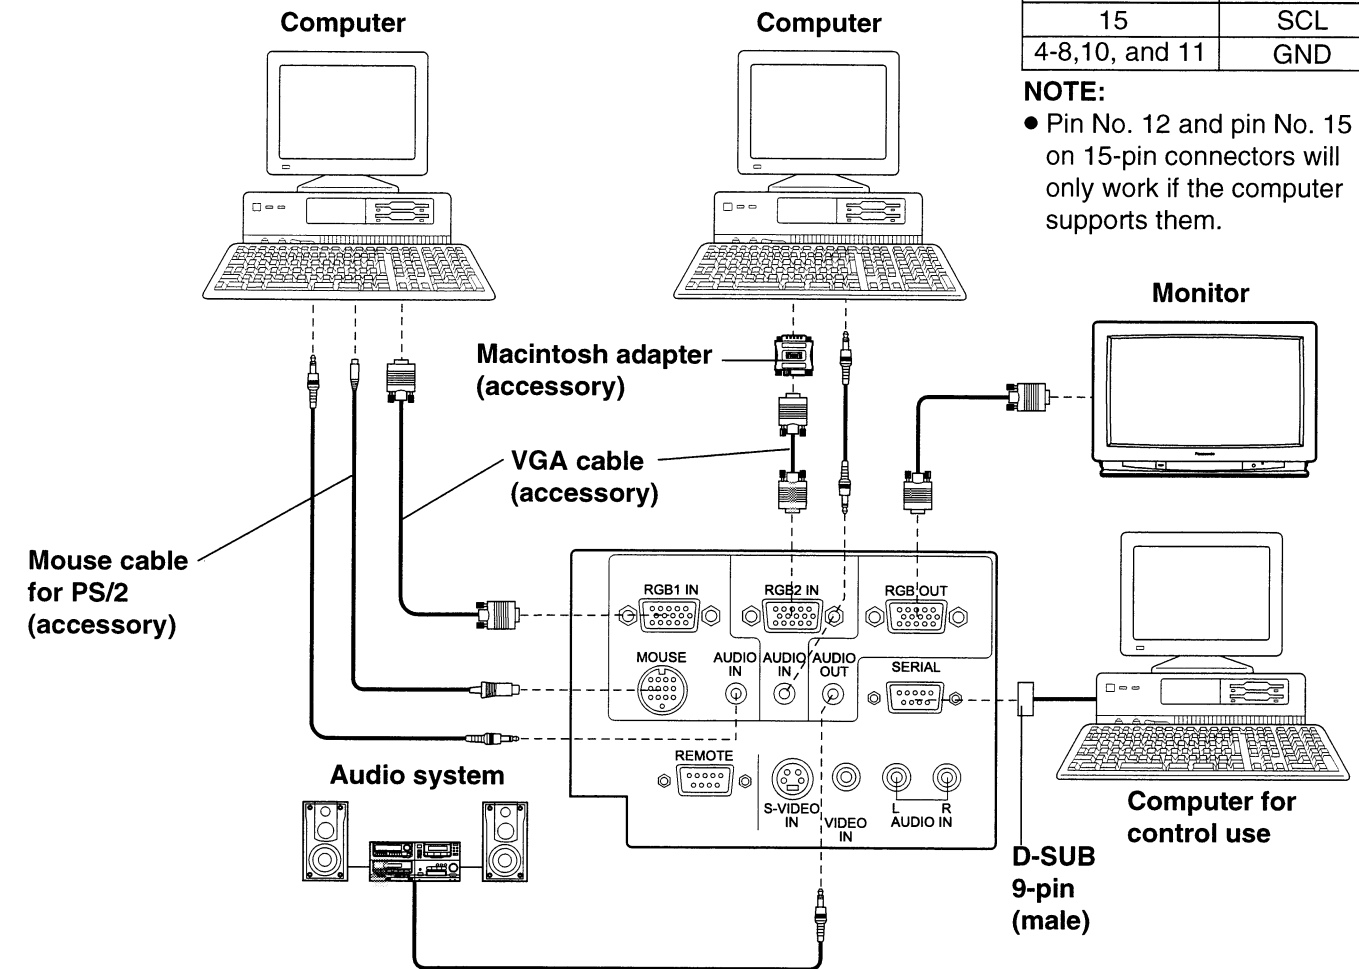 Computer
Computer
15 SCL
4-8,10, and 11 GND
NOTE:
● Pin No. 12 and pin No. 15
on 15-pin connectors will
only work if the computer
supports them.
Monitor
Macintosh adapter
(accessory)
VGA cable
(accessory)
Panasonic
Mouse cable
for PS/2
(accessory)
RGB1 IN
RGB2 IN
RGB OUT
MOUSE
AUDIO
IN
AUDIO
IN
AUDIO
OUT
SERIAL
REMOTE
S-VIDEO
IN
VIDEO
IN
L R
AUDIO IN
Audio system
Computer for
control use
D-SUB
9-pin
(male)